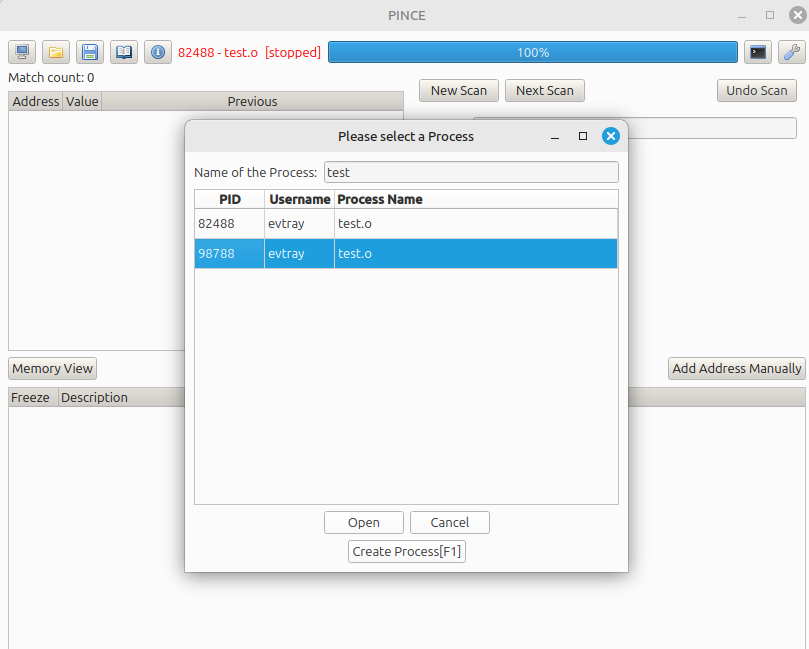 PINCE
82488 - test.o [stopped]
100%
Match count: 0
New Scan
Next Scan
Undo Scan
Address Value Previous
Please select a Process
Name of the Process: test
PID Username Process Name
82488 evtray test.o
98788 evtray test.o
Memory View
Add Address Manually
Freeze Description
Open
Cancel
Create Process[F1]